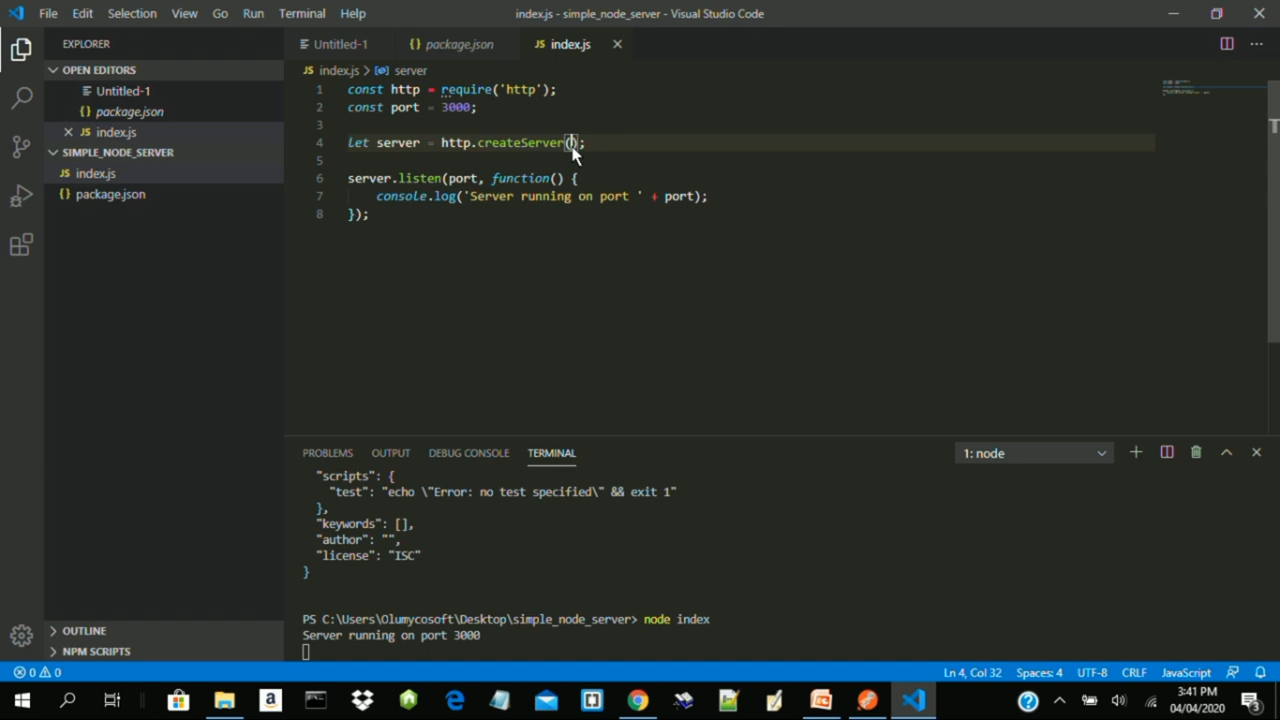 File Edit Selection View Go Run Terminal Help index.js - simple_node_server - Visual Studio Code
EXPLORER
OPEN EDITORS
Untitled-1
{} package.json
JS index.js
SIMPLE_NODE_SERVER
JS index.js
{} package.json
OUTLINE
NPM SCRIPTS
Untitled-1 {} package.json JS index.js
JS index.js > server
1 const http = require('http');
2 const port = 3000;
3
4 let server = http.createServer();
5
6 server.listen(port, function() {
7 console.log('Server running on port ' + port);
8 });
PROBLEMS OUTPUT DEBUG CONSOLE TERMINAL 1: node
"scripts": {
"test": "echo \"Error: no test specified\" && exit 1"
},
"keywords": [],
"author": "",
"license": "ISC"
}
PS C:\Users\Olumycosoft\Desktop\simple_node_server> node index
Server running on port 3000
0 0 Ln 4, Col 32 Spaces: 4 UTF-8 CRLF JavaScript
3:41 PM
04/04/2020
3